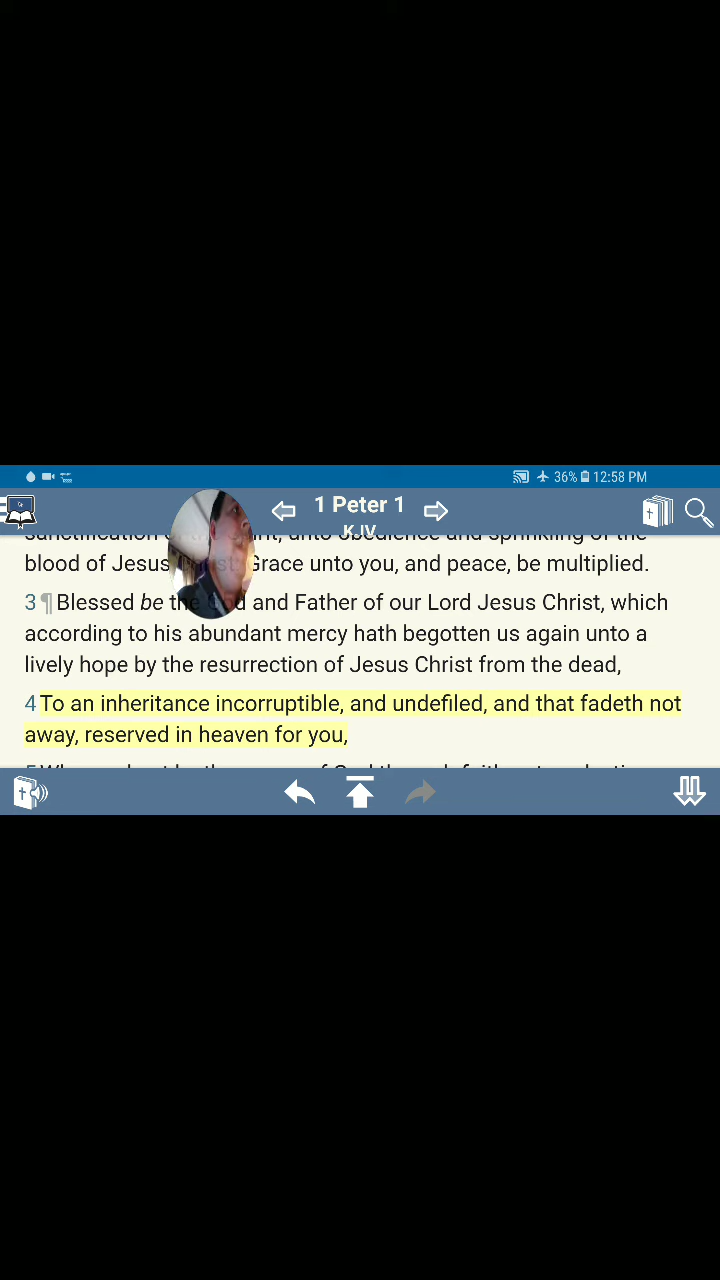 36% 12:58 PM
1 Peter 1
KJV
blood of Jesus Grace unto you, and peace, be multiplied.
3 ¶ Blessed be the God and Father of our Lord Jesus Christ, which
according to his abundant mercy hath begotten us again unto a
lively hope by the resurrection of Jesus Christ from the dead,
4 To an inheritance incorruptible, and undefiled, and that fadeth not
away, reserved in heaven for you,